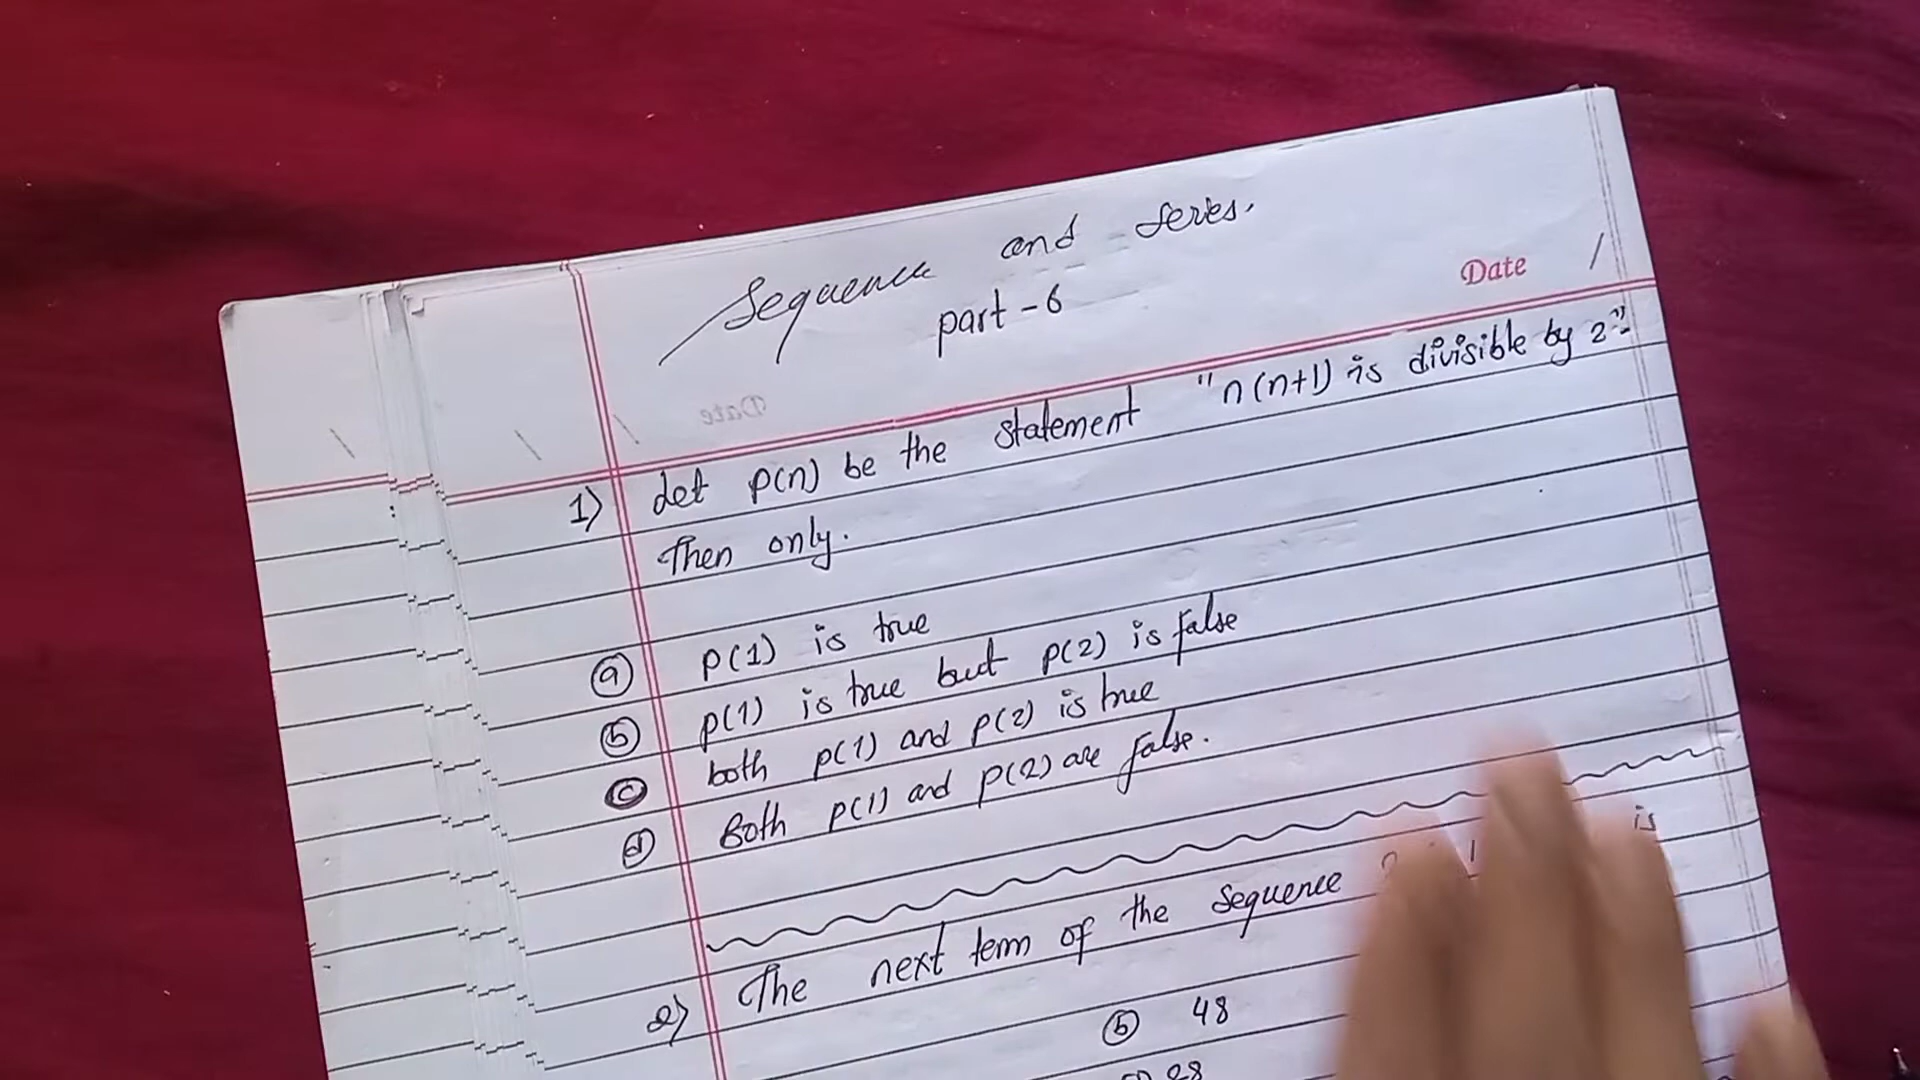 Sequence and Series.
part - 6
Date /
Date
1) Let P(n) be the statement "n(n+1) is divisible by 2".
Then only.
a P(1) is true
b P(1) is true but P(2) is false
c both P(1) and P(2) is true
d Both P(1) and P(2) are false.
2) The next term of the sequence is
b 48
28